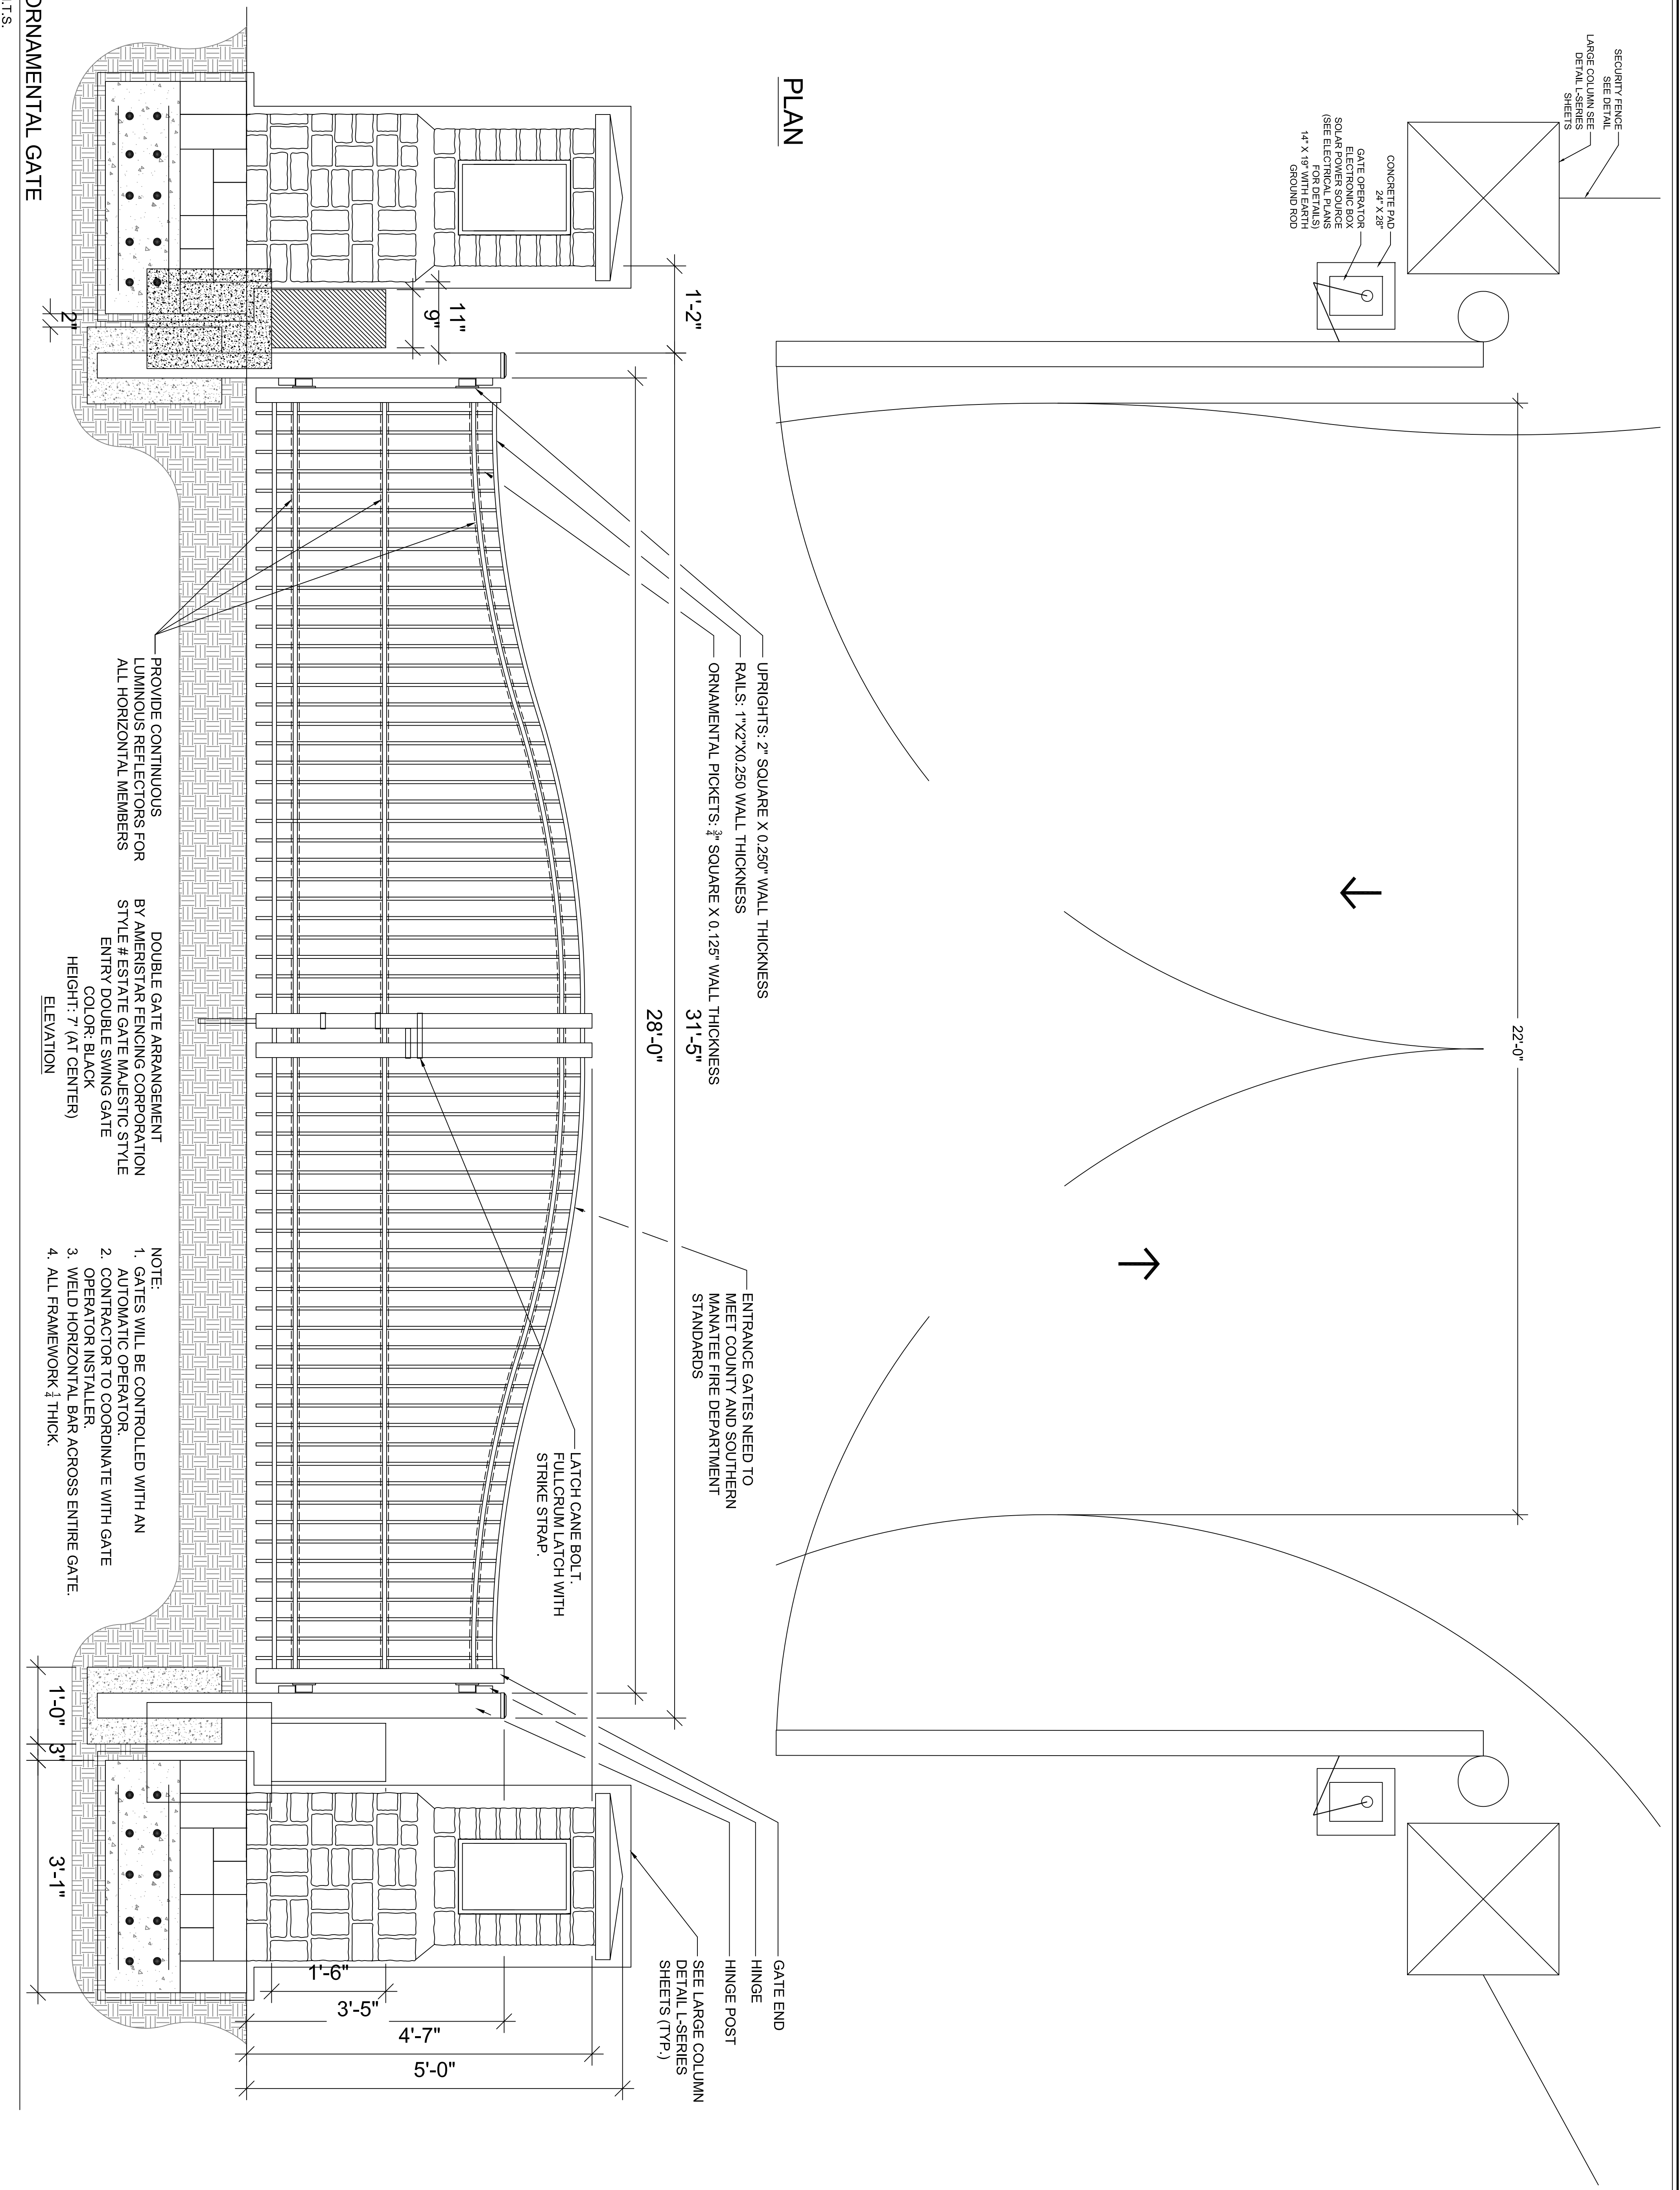 SECURITY FENCE
SEE DETAIL
LARGE COLUMN SEE
DETAIL L-SERIES
SHEETS
CONCRETE PAD
24" X 28"
GATE OPERATOR
ELECTRONIC BOX
SOLAR POWER SOURCE
(SEE ELECTRICAL PLANS
FOR DETAILS)
14" X 19" WITH EARTH
GROUND ROD
22'-0"
PLAN
UPRIGHTS: 2" SQUARE X 0.250" WALL THICKNESS
RAILS: 1"X2"X0.250 WALL THICKNESS
ORNAMENTAL PICKETS: 3/4" SQUARE X 0.125" WALL THICKNESS
ENTRANCE GATES NEED TO
MEET COUNTY AND SOUTHERN
MANATEE FIRE DEPARTMENT
STANDARDS
GATE END
HINGE
HINGE POST
SEE LARGE COLUMN
DETAIL L-SERIES
SHEETS (TYP.)
1'-2"
31'-5"
28'-0"
LATCH CANE BOLT.
FULCRUM LATCH WITH
STRIKE STRAP.
11"
9"
1'-6"
3'-5"
4'-7"
5'-0"
2"
1'-0"
3"
3'-1"
PROVIDE CONTINUOUS
LUMINOUS REFLECTORS FOR
ALL HORIZONTAL MEMBERS
DOUBLE GATE ARRANGEMENT
BY AMERISTAR FENCING CORPORATION
STYLE # ESTATE GATE MAJESTIC STYLE
ENTRY DOUBLE SWING GATE
COLOR: BLACK
HEIGHT: 7' (AT CENTER)
ELEVATION
NOTE:
1. GATES WILL BE CONTROLLED WITH AN
AUTOMATIC OPERATOR.
2. CONTRACTOR TO COORDINATE WITH GATE
OPERATOR INSTALLER.
3. WELD HORIZONTAL BAR ACROSS ENTIRE GATE.
4. ALL FRAMEWORK 1/4 THICK.
ORNAMENTAL GATE
.T.S.